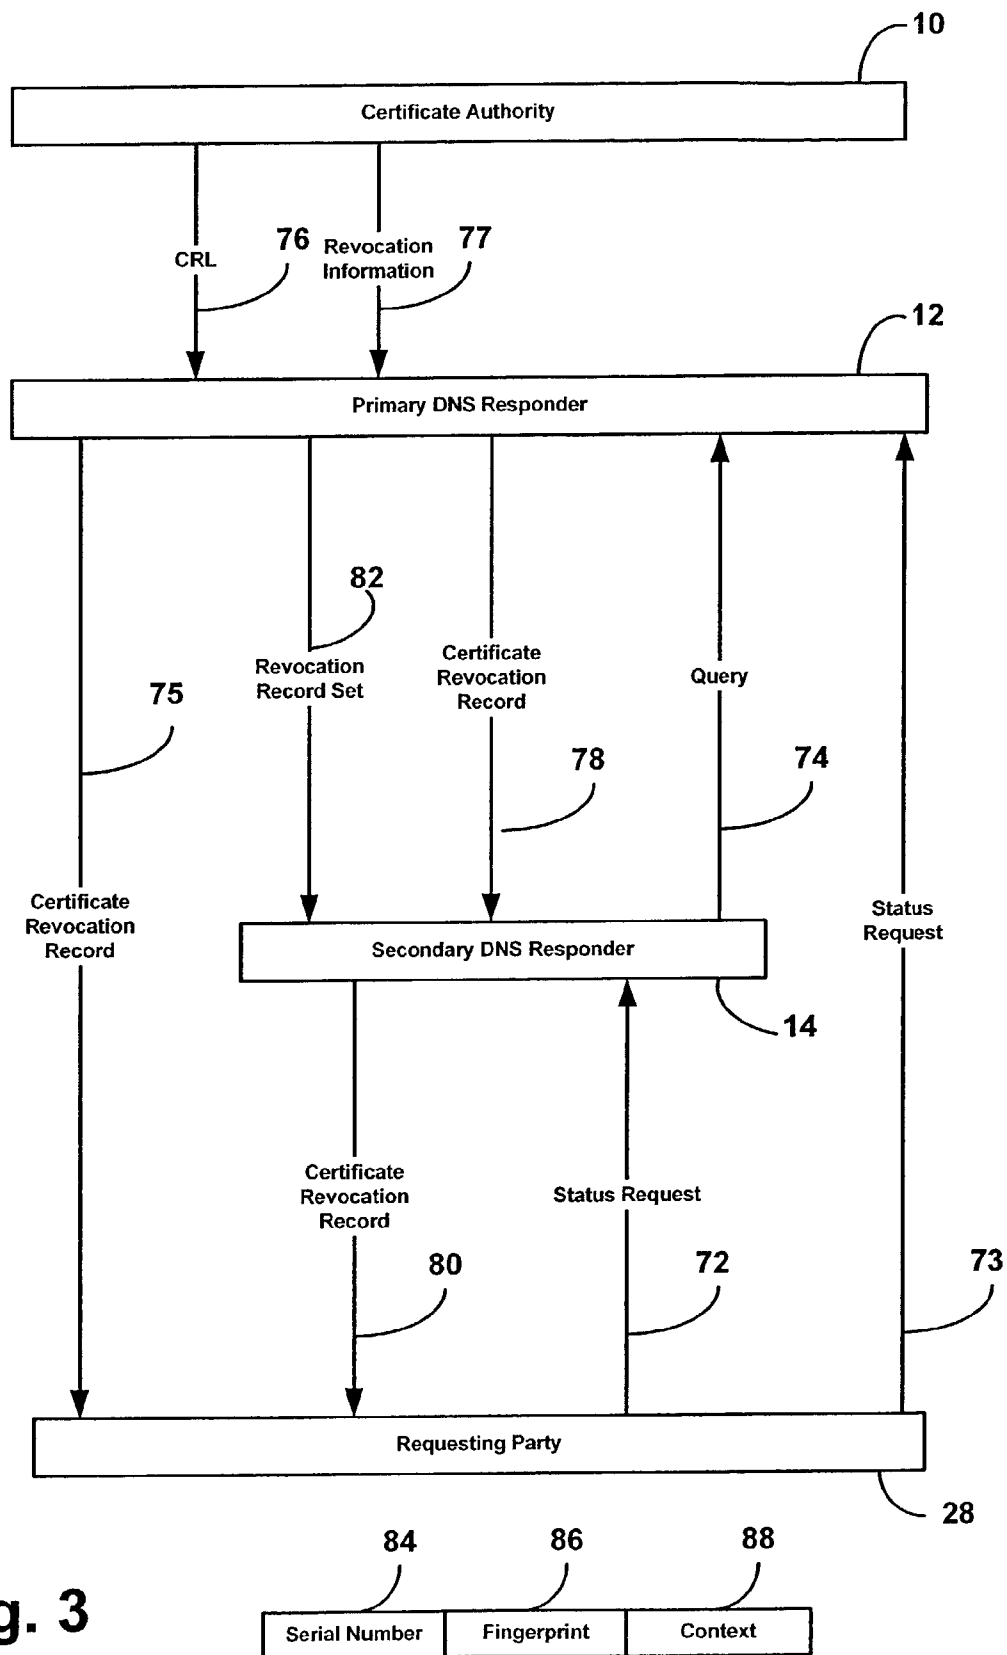 10
Certificate Authority
76
77
CRL
Revocation
Information
12
Primary DNS Responder
82
Revocation
Record Set
Certificate
Revocation
Record
Query
75
78
74
Certificate
Revocation
Record
Status
Request
Secondary DNS Responder
14
Certificate
Revocation
Record
Status Request
80
72
73
Requesting Party
28
84
86
88
g. 3
Serial Number
Fingerprint
Context